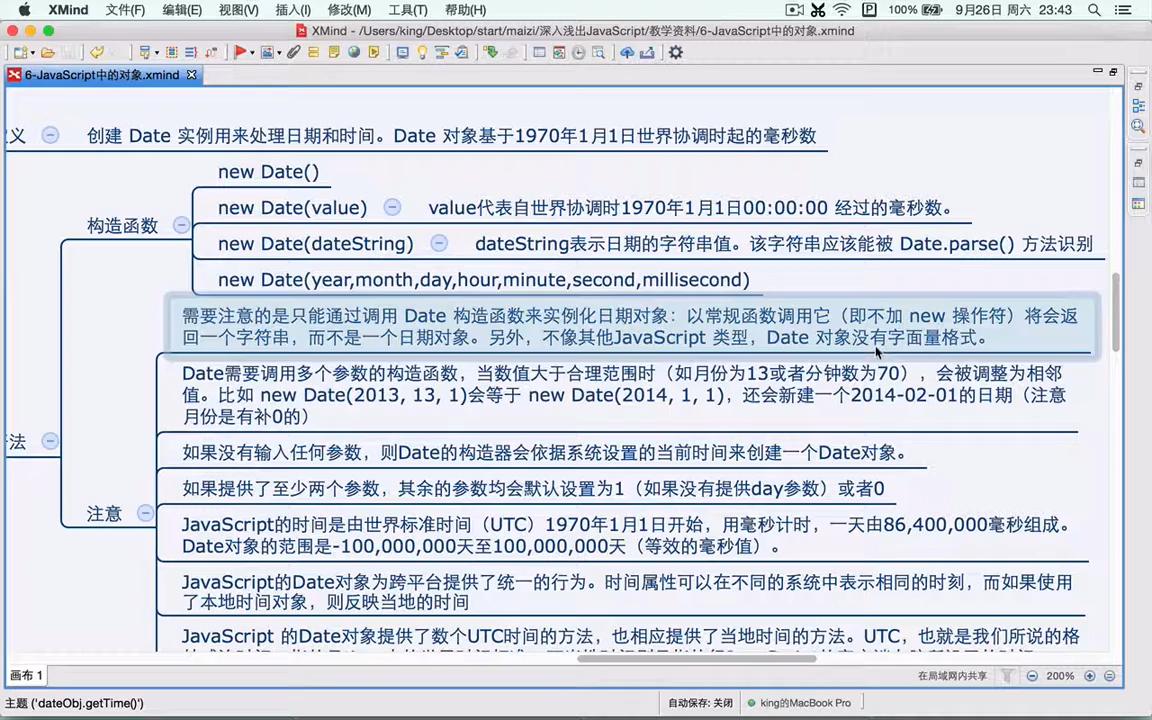 XMind 文件(F) 编辑(E) 视图(V) 插入(I) 修改(M) 工具(T) 帮助(H) 100% 9月26日 周六 23:43
XMind - /Users/king/Desktop/start/maizi/深入浅出JavaScript/教学资料/6-JavaScript中的对象.xmind
6-JavaScript中的对象.xmind
创建 Date 实例用来处理日期和时间。Date 对象基于1970年1月1日世界协调时起的毫秒数
new Date()
构造函数
new Date(value) value代表自世界协调时1970年1月1日00:00:00 经过的毫秒数。
new Date(dateString) dateString表示日期的字符串值。该字符串应该能被 Date.parse() 方法识别
new Date(year,month,day,hour,minute,second,millisecond)
需要注意的是只能通过调用 Date 构造函数来实例化日期对象：以常规函数调用它（即不加 new 操作符）将会返
回一个字符串，而不是一个日期对象。另外，不像其他JavaScript 类型，Date 对象没有字面量格式。
Date需要调用多个参数的构造函数，当数值大于合理范围时（如月份为13或者分钟数为70），会被调整为相邻
值。比如 new Date(2013, 13, 1)会等于 new Date(2014, 1, 1)，还会新建一个2014-02-01的日期（注意
月份是有补0的）
法
如果没有输入任何参数，则Date的构造器会依据系统设置的当前时间来创建一个Date对象。
如果提供了至少两个参数，其余的参数均会默认设置为1（如果没有提供day参数）或者0
注意
JavaScript的时间是由世界标准时间（UTC）1970年1月1日开始，用毫秒计时，一天由86,400,000毫秒组成。
Date对象的范围是-100,000,000天至100,000,000天（等效的毫秒值）。
JavaScript的Date对象为跨平台提供了统一的行为。时间属性可以在不同的系统中表示相同的时刻，而如果使用
了本地时间对象，则反映当地的时间
JavaScript 的Date对象提供了数个UTC时间的方法，也相应提供了当地时间的方法。UTC，也就是我们所说的格
画布 1 在局域网内共享 200%
主题 ('dateObj.getTime()') 自动保存: 关闭 king的MacBook Pro